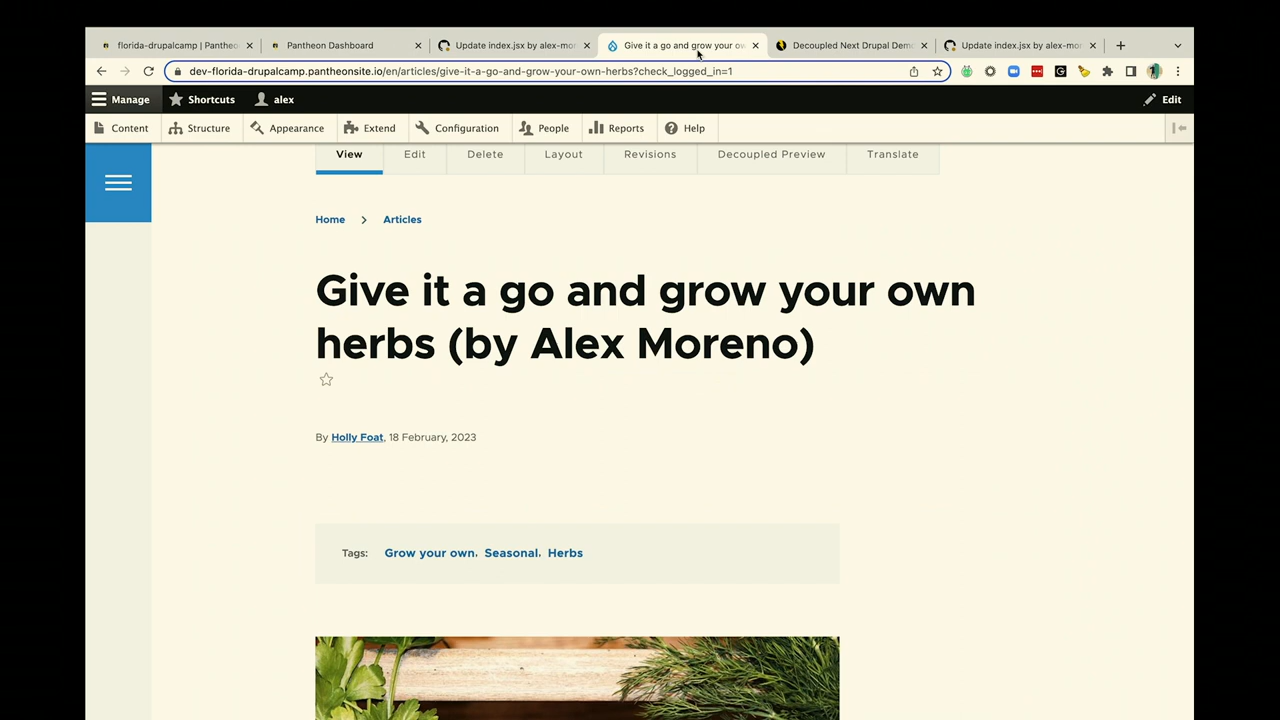 florida-drupalcamp | Pantheo
Pantheon Dashboard
Update index.jsx by alex-mor
Give it a go and grow your ow
Decoupled Next Drupal Demo
Update index.jsx by alex-mor
dev-florida-drupalcamp.pantheonsite.io/en/articles/give-it-a-go-and-grow-your-own-herbs?check_logged_in=1
Manage Shortcuts alex Edit
Content Structure Appearance Extend Configuration People Reports Help
View Edit Delete Layout Revisions Decoupled Preview Translate
Home > Articles
Give it a go and grow your own
herbs (by Alex Moreno)
By Holly Foat, 18 February, 2023
Tags: Grow your own, Seasonal, Herbs